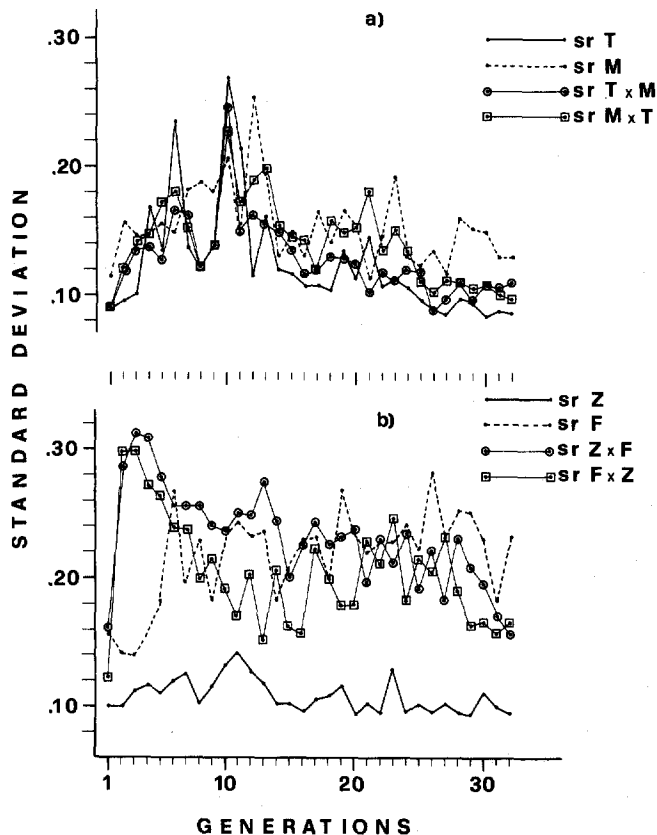 a)
.30
.20
.10
sr T
sr M
sr T x M
sr M x T
STANDARD DEVIATION
b)
.30
.20
.10
sr Z
sr F
sr Z x F
sr F x Z
1 10 20 30
GENERATIONS